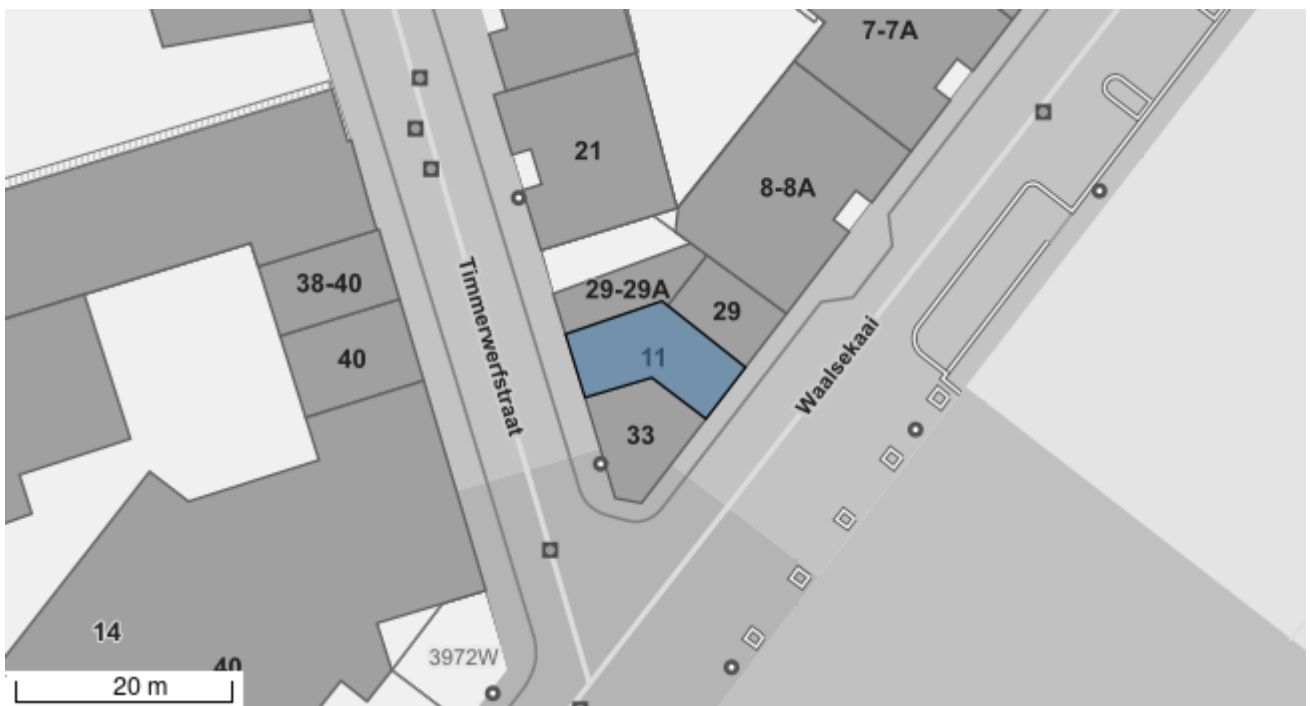 7-7A
21
8-8A
38-40
29-29A
29
40
11
Timmerwerfstraat
Waalsekaai
33
14
3972W
40
20 m